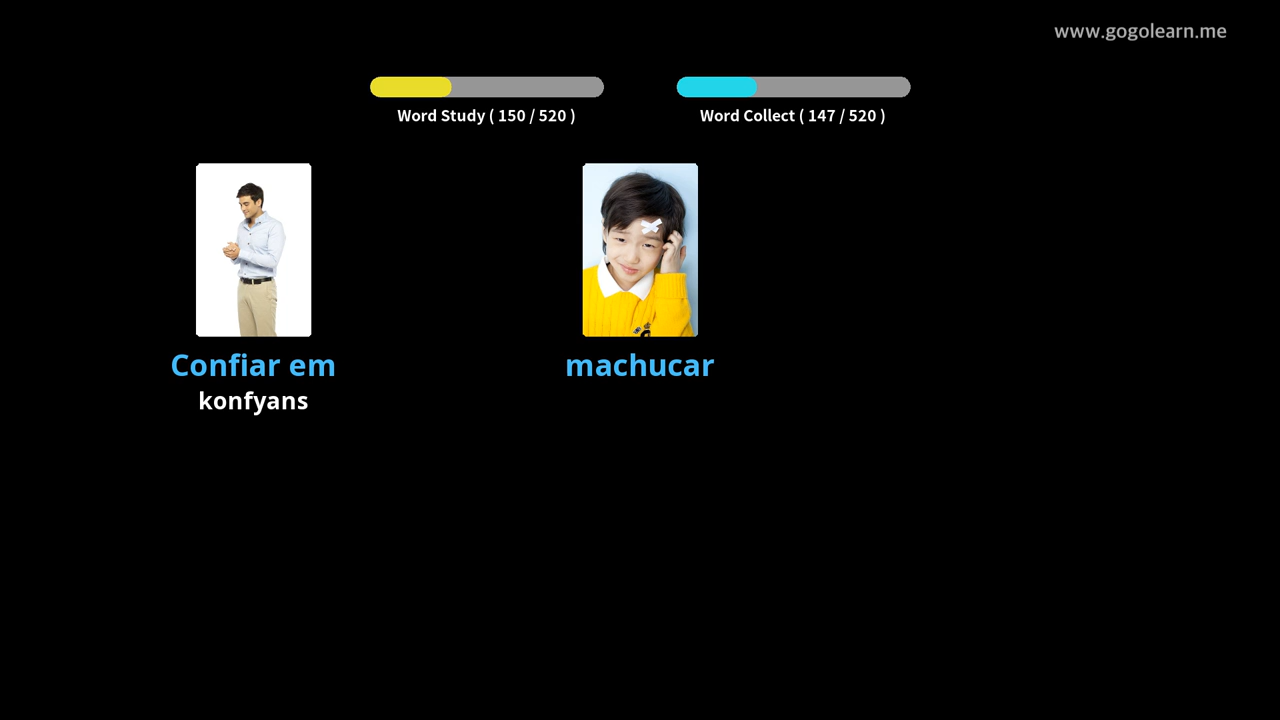 www.gogolearn.me
Word Study ( 150 / 520 )
Word Collect ( 147 / 520 )
Confiar em
konfyans
machucar